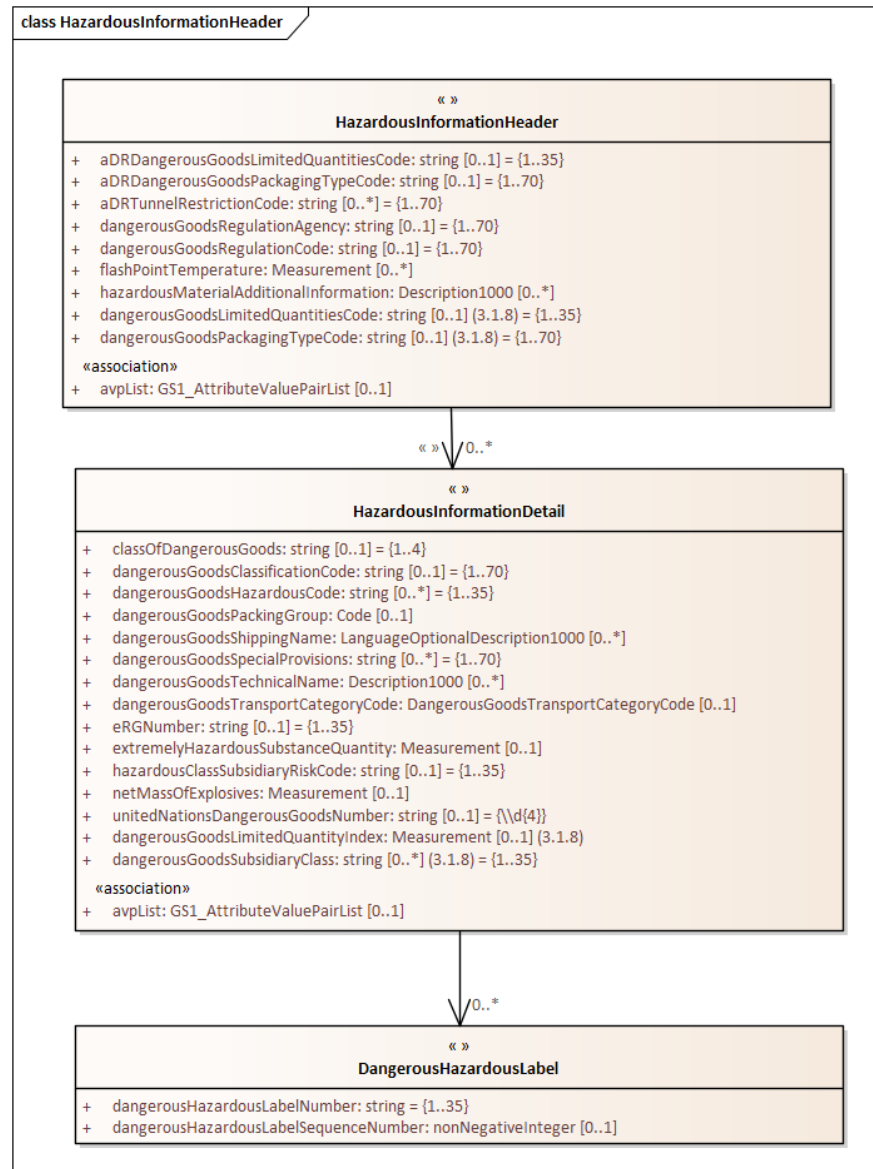 class HazardousInformationHeader
« »
HazardousInformationHeader
+ aDRDangerousGoodsLimitedQuantitiesCode: string [0..1] = {1..35}
+ aDRDangerousGoodsPackagingTypeCode: string [0..1] = {1..70}
+ aDRTunnelRestrictionCode: string [0..*] = {1..70}
+ dangerousGoodsRegulationAgency: string [0..1] = {1..70}
+ dangerousGoodsRegulationCode: string [0..1] = {1..70}
+ flashPointTemperature: Measurement [0..*]
+ hazardousMaterialAdditionalInformation: Description1000 [0..*]
+ dangerousGoodsLimitedQuantitiesCode: string [0..1] (3.1.8) = {1..35}
+ dangerousGoodsPackagingTypeCode: string [0..1] (3.1.8) = {1..70}
«association»
+ avpList: GS1_AttributeValuePairList [0..1]
« » 0..*
« »
HazardousInformationDetail
+ classOfDangerousGoods: string [0..1] = {1..4}
+ dangerousGoodsClassificationCode: string [0..1] = {1..70}
+ dangerousGoodsHazardousCode: string [0..*] = {1..35}
+ dangerousGoodsPackingGroup: Code [0..1]
+ dangerousGoodsShippingName: LanguageOptionalDescription1000 [0..*]
+ dangerousGoodsSpecialProvisions: string [0..*] = {1..70}
+ dangerousGoodsTechnicalName: Description1000 [0..*]
+ dangerousGoodsTransportCategoryCode: DangerousGoodsTransportCategoryCode [0..1]
+ eRGNumber: string [0..1] = {1..35}
+ extremelyHazardousSubstanceQuantity: Measurement [0..1]
+ hazardousClassSubsidiaryRiskCode: string [0..1] = {1..35}
+ netMassOfExplosives: Measurement [0..1]
+ unitedNationsDangerousGoodsNumber: string [0..1] = {\\d{4}}
+ dangerousGoodsLimitedQuantityIndex: Measurement [0..1] (3.1.8)
+ dangerousGoodsSubsidiaryClass: string [0..*] (3.1.8) = {1..35}
«association»
+ avpList: GS1_AttributeValuePairList [0..1]
0..*
« »
DangerousHazardousLabel
+ dangerousHazardousLabelNumber: string = {1..35}
+ dangerousHazardousLabelSequenceNumber: nonNegativeInteger [0..1]